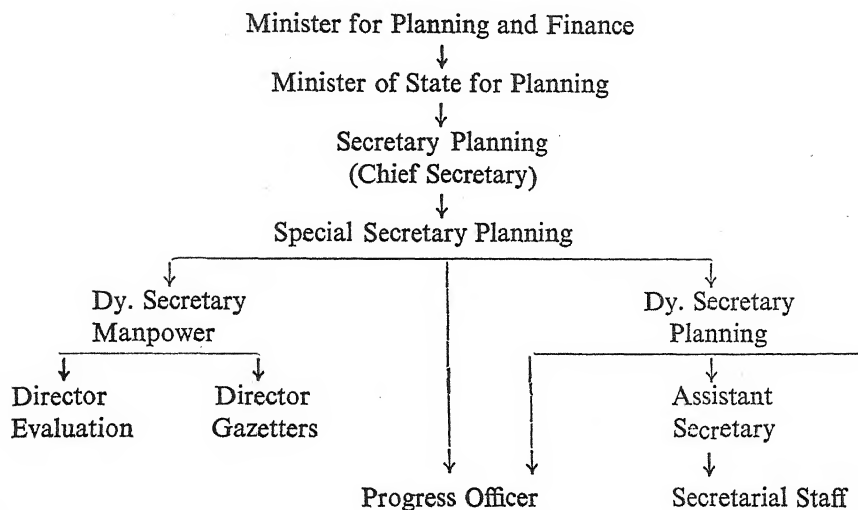 Minister for Planning and Finance
Minister of State for Planning
Secretary Planning
(Chief Secretary)
Special Secretary Planning
Dy. Secretary
Manpower
Dy. Secretary
Planning
Director
Evaluation
Director
Gazetters
Assistant
Secretary
Progress Officer
Secretarial Staff